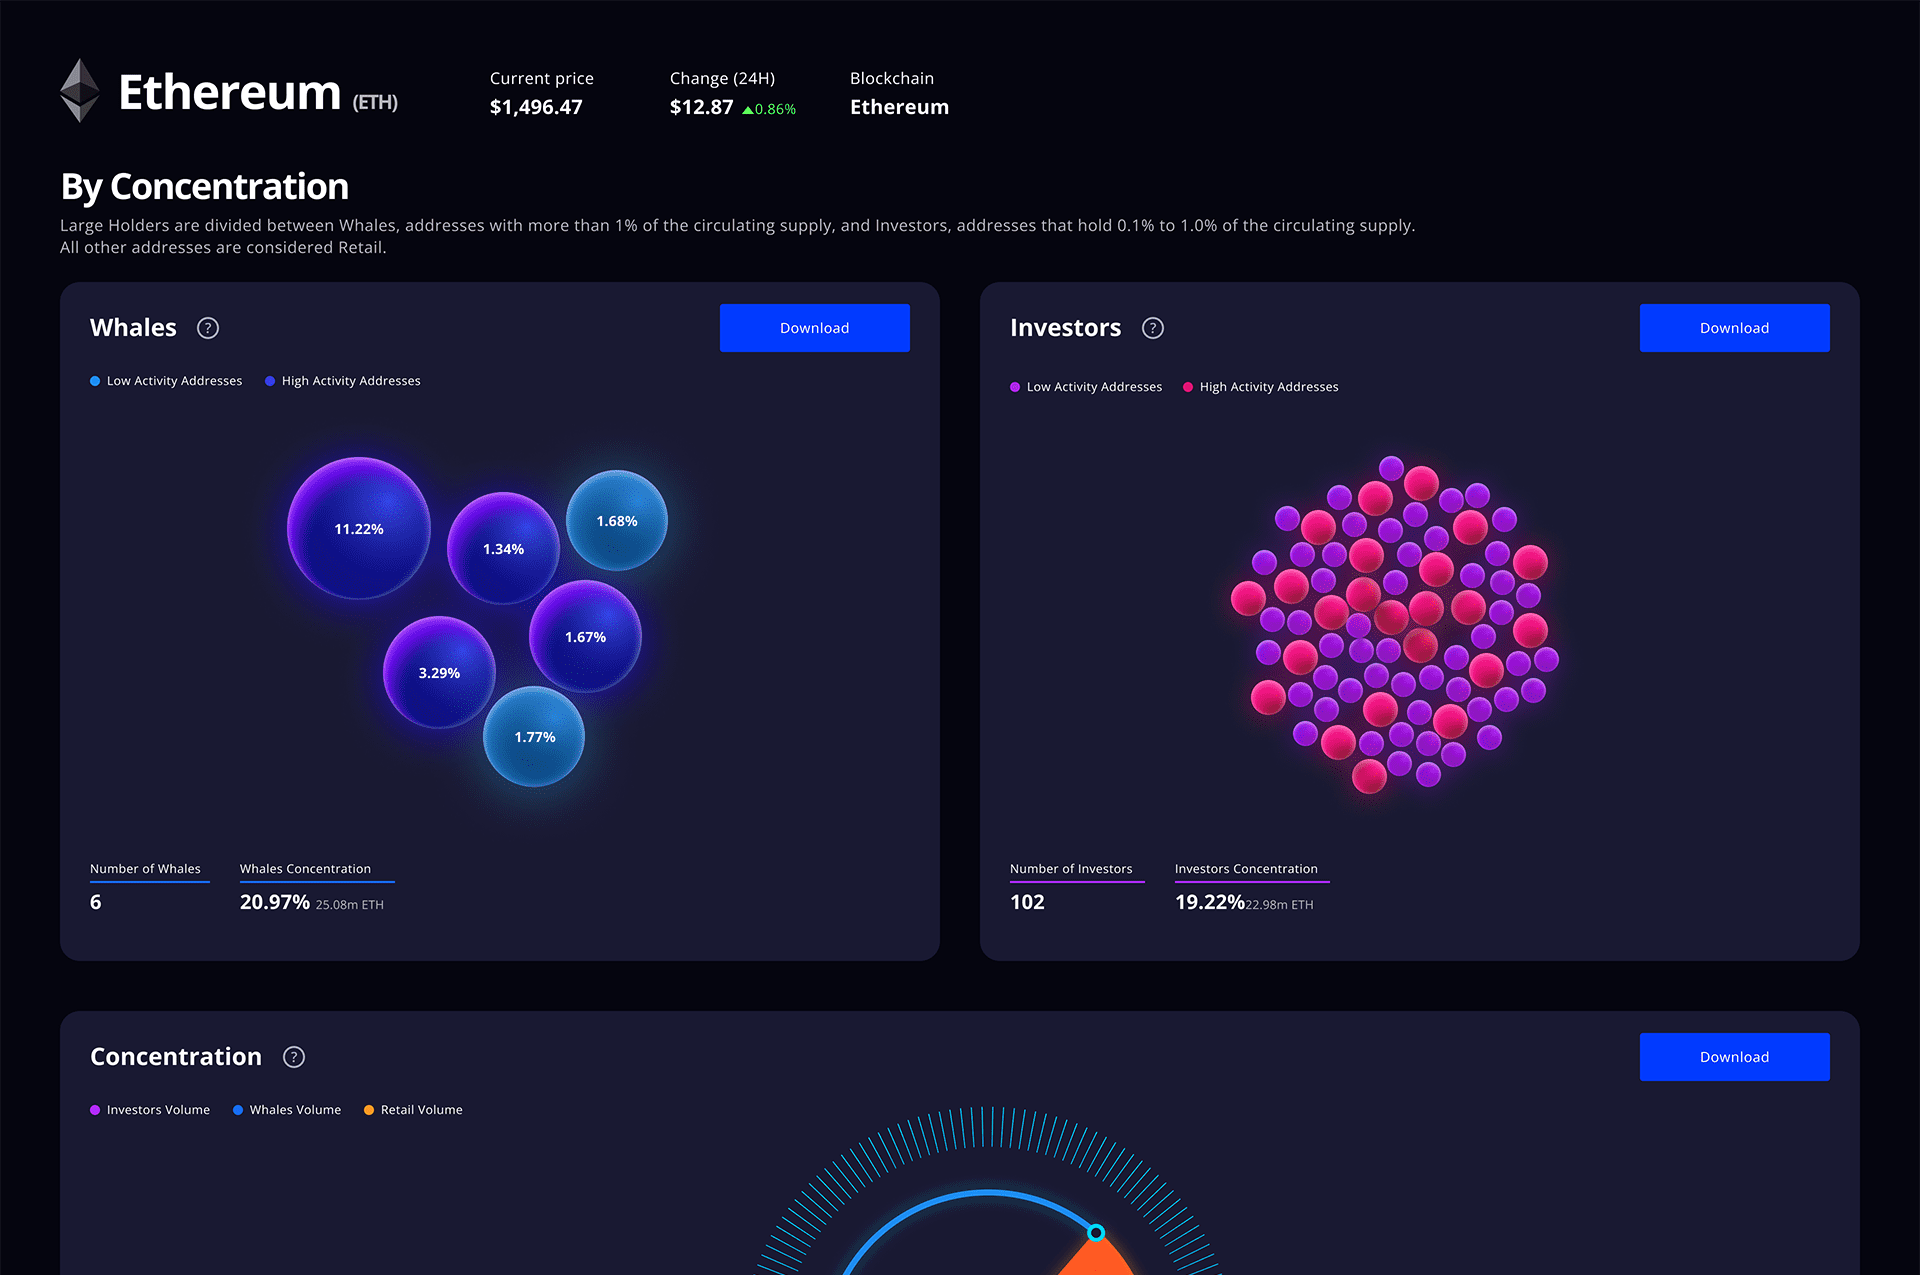 Ethereum (ETH)
Current price
$1,496.47
Change (24H)
$12.87 ▲0.86%
Blockchain
Ethereum
By Concentration
Large Holders are divided between Whales, addresses with more than 1% of the circulating supply, and Investors, addresses that hold 0.1% to 1.0% of the circulating supply.
All other addresses are considered Retail.
Whales ?
Download
Low Activity Addresses High Activity Addresses
11.22%
1.34%
1.68%
1.67%
3.29%
1.77%
Number of Whales
6
Whales Concentration
20.97% 25.08m ETH
Investors ?
Download
Low Activity Addresses High Activity Addresses
Number of Investors
102
Investors Concentration
19.22%22.98m ETH
Concentration ?
Download
Investors Volume Whales Volume Retail Volume